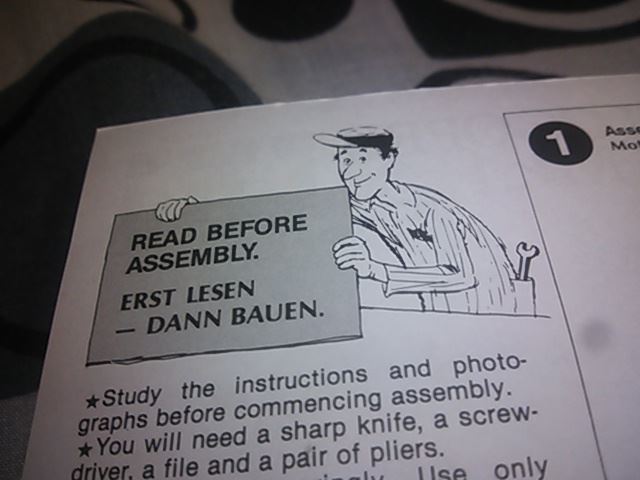 READ BEFORE
ASSEMBLY.
ERST LESEN
— DANN BAUEN.
1
★Study the instructions and photo-
graphs before commencing assembly.
★You will need a sharp knife, a screw-
driver, a file and a pair of pliers.
Use only